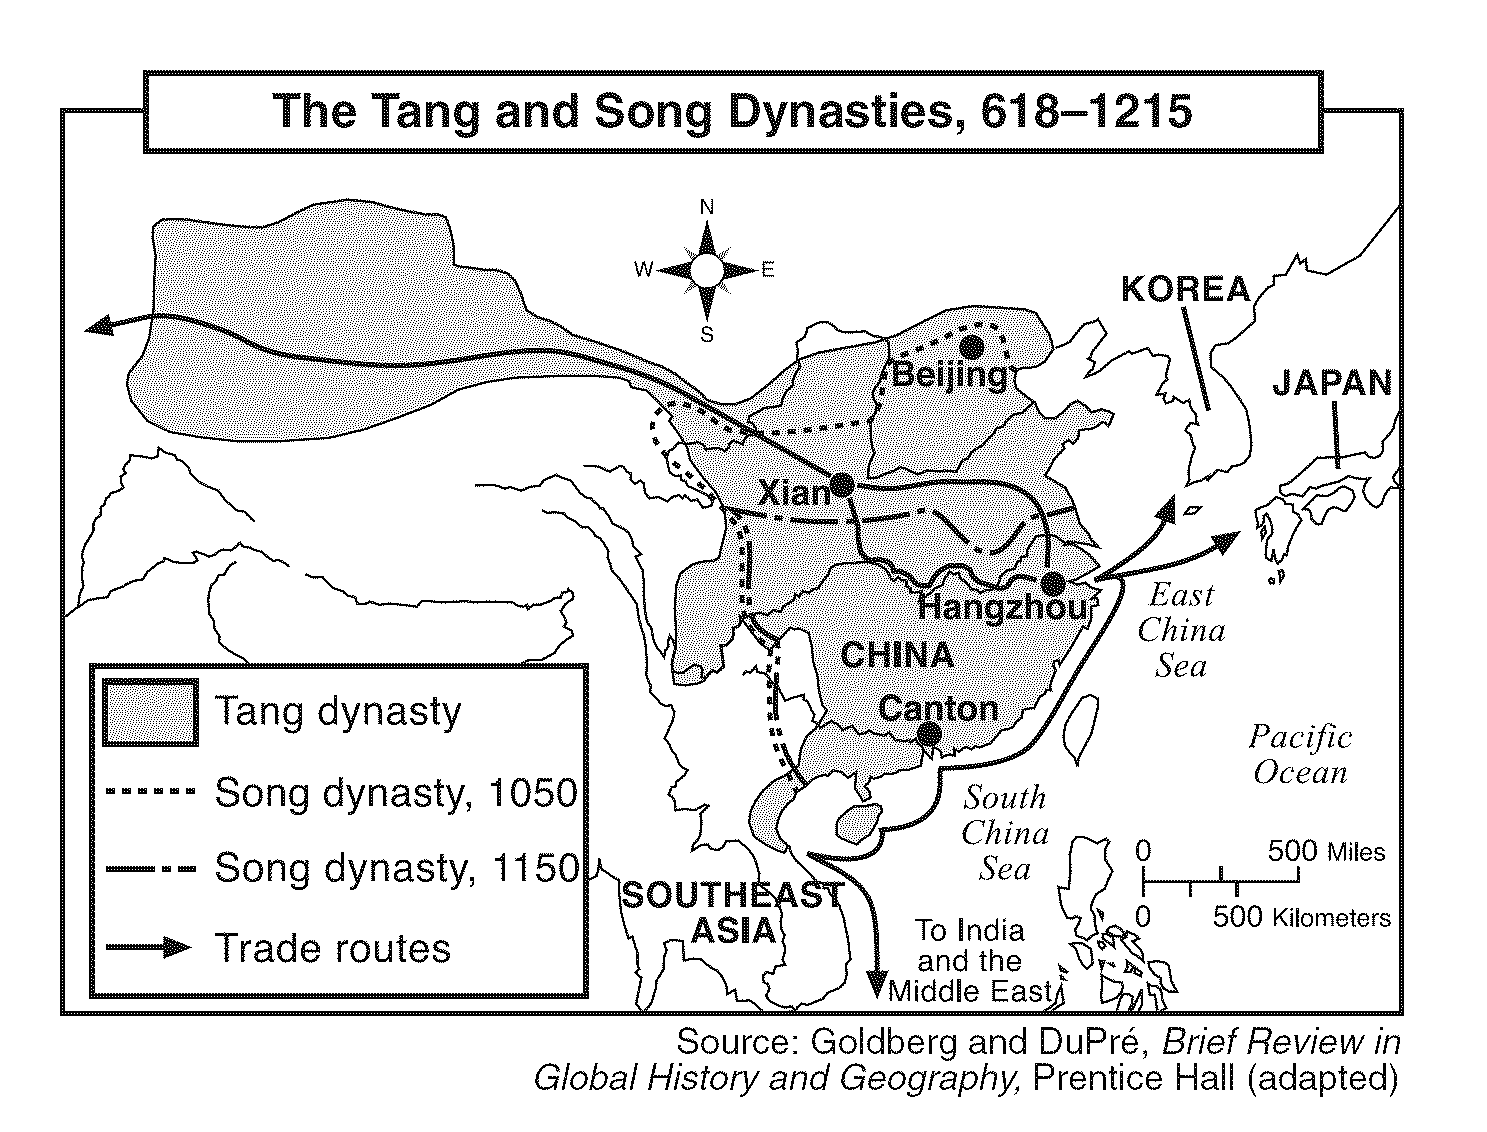 The Tang and Song Dynasties, 618–1215
N
W
E
S
KOREA
JAPAN
Beijing
Xian
Hangzhou
East
China
Sea
CHINA
Canton
Pacific
Ocean
South
China
Sea
SOUTHEAST
ASIA
To India
and the
Middle East
0 500 Miles
0 500 Kilometers
Tang dynasty
Song dynasty, 1050
Song dynasty, 1150
Trade routes
Source: Goldberg and DuPré, Brief Review in
Global History and Geography, Prentice Hall (adapted)